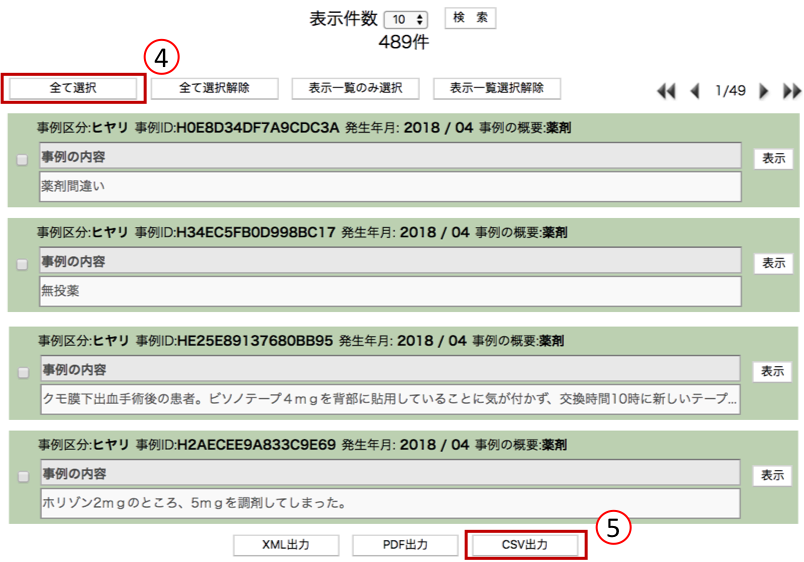 表示件数 10 検 索
489件
④
全て選択 全て選択解除 表示一覧のみ選択 表示一覧選択解除 1/49
事例区分:ヒヤリ 事例ID:H0E8D34DF7A9CDC3A 発生年月: 2018 / 04 事例の概要:薬剤
事例の内容 表示
薬剤間違い
事例区分:ヒヤリ 事例ID:H34EC5FB0D998BC17 発生年月: 2018 / 04 事例の概要:薬剤
事例の内容 表示
無投薬
事例区分:ヒヤリ 事例ID:HE25E89137680BB95 発生年月: 2018 / 04 事例の概要:薬剤
事例の内容 表示
クモ膜下出血手術後の患者。ビソノテープ４ｍｇを背部に貼用していることに気が付かず、交換時間10時に新しいテープ...
事例区分:ヒヤリ 事例ID:H2AECEE9A833C9E69 発生年月: 2018 / 04 事例の概要:薬剤
事例の内容 表示
ホリゾン2ｍｇのところ、5ｍｇを調剤してしまった。
⑤
XML出力 PDF出力 CSV出力